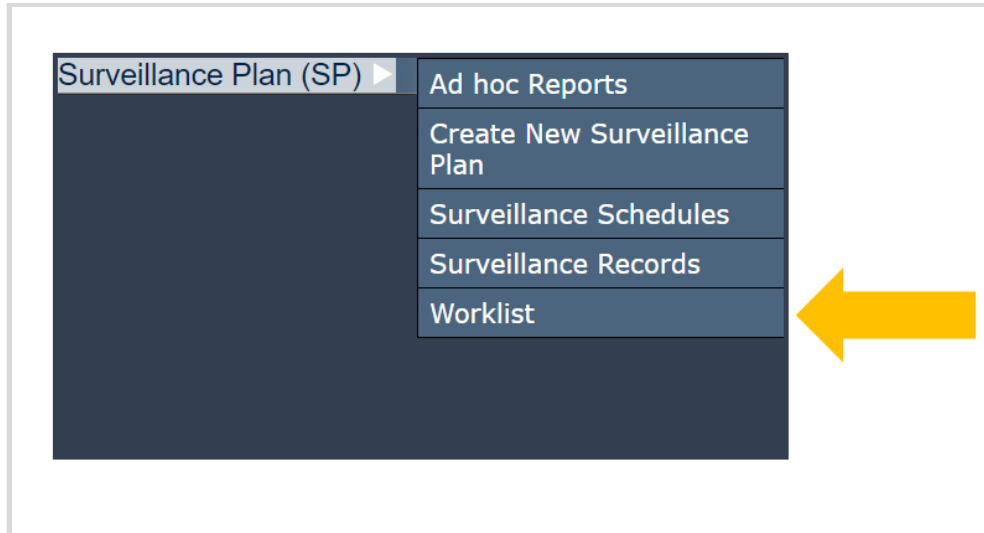 Surveillance Plan (SP)
Ad hoc Reports
Create New Surveillance
Plan
Surveillance Schedules
Surveillance Records
Worklist